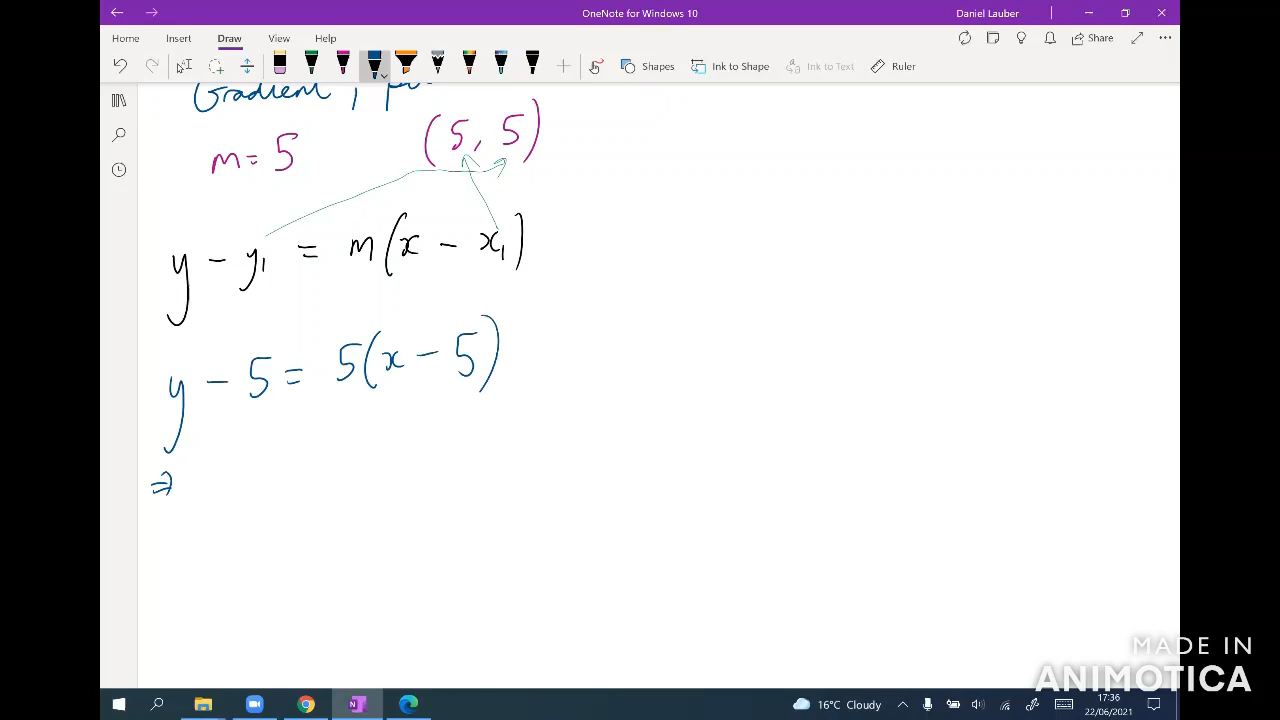 OneNote for Windows 10
Daniel Lauber
Home Insert Draw View Help
Share
Shapes Ink to Shape Ink to Text Ruler
Gradient,
m = 5 (5, 5)
y - y₁ = m(x - x₁)
y - 5 = 5(x - 5)
⇒
MADE IN
ANIMOTICA
16°C Cloudy
17:36
22/06/2021